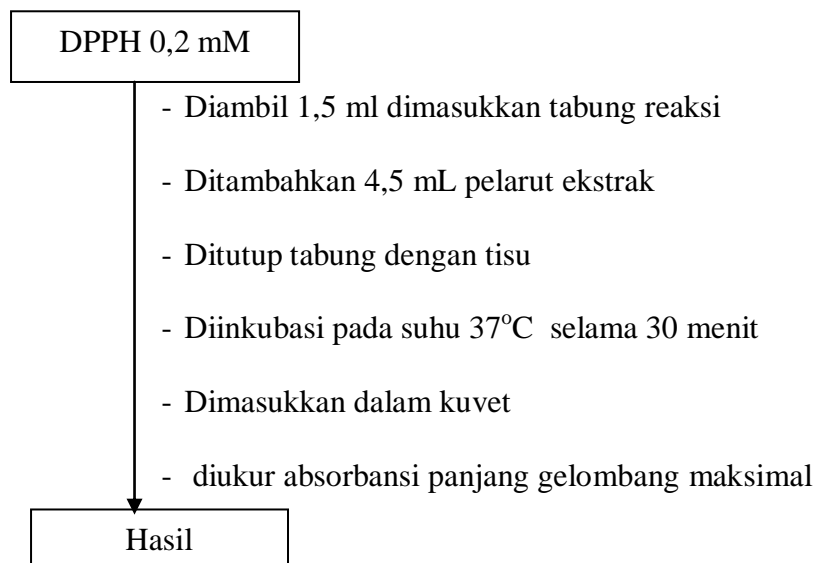 DPPH 0,2 mM
- Diambil 1,5 ml dimasukkan tabung reaksi
- Ditambahkan 4,5 mL pelarut ekstrak
- Ditutup tabung dengan tisu
- Diinkubasi pada suhu 37°C selama 30 menit
- Dimasukkan dalam kuvet
- diukur absorbansi panjang gelombang maksimal
Hasil